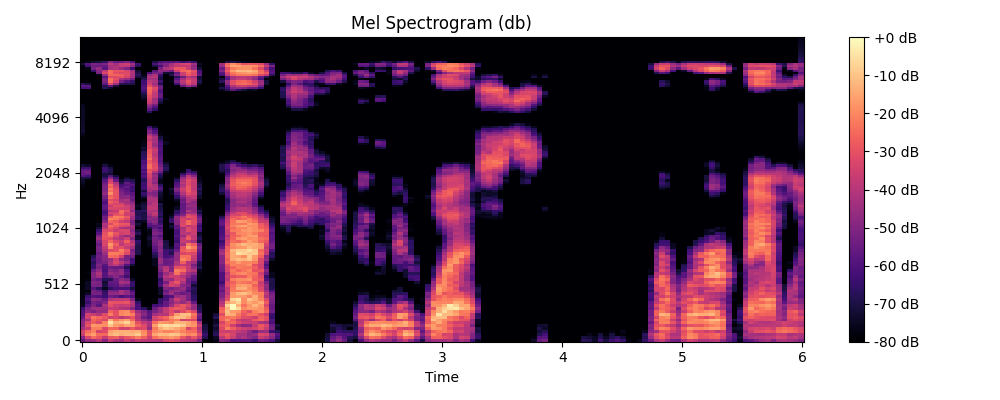 Mel Spectrogram (db)
Hz
8192
4096
2048
1024
512
0
0 1 2 3 4 5 6
Time
+0 dB
-10 dB
-20 dB
-30 dB
-40 dB
-50 dB
-60 dB
-70 dB
-80 dB